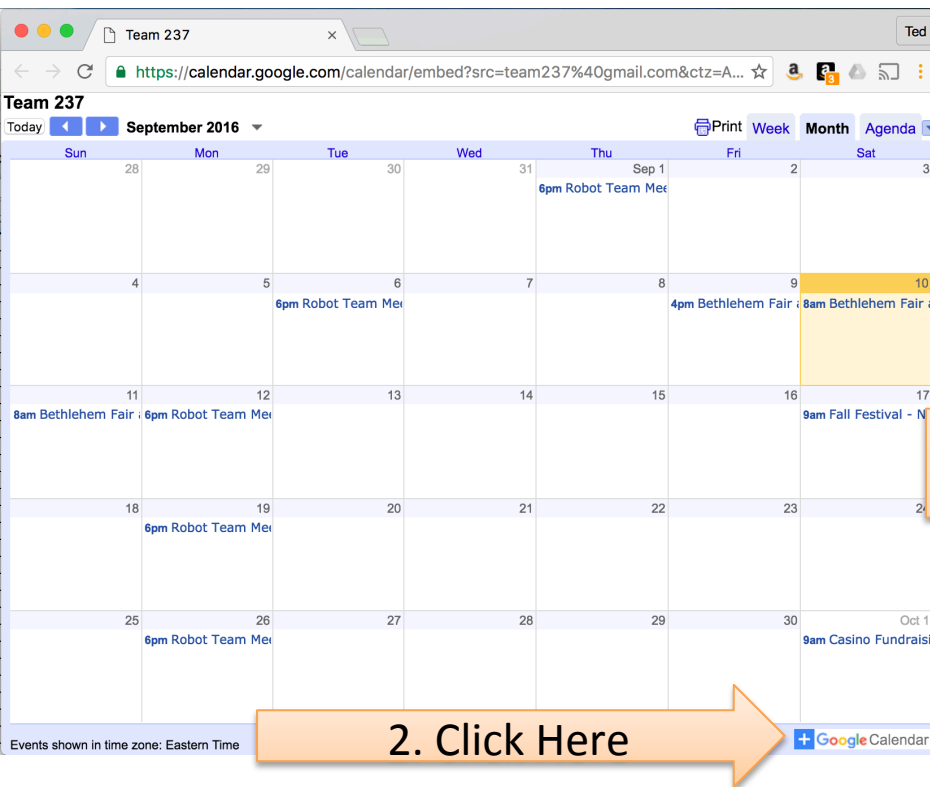 Team 237
Ted
https://calendar.google.com/calendar/embed?src=team237%40gmail.com&ctz=A...
3
Team 237
Today September 2016 Print Week Month Agenda
Sun Mon Tue Wed Thu Fri Sat
28 29 30 31 Sep 1 2 3
6pm Robot Team Mee
4 5 6 7 8 9 10
6pm Robot Team Mee 4pm Bethlehem Fair a 8am Bethlehem Fair a
11 12 13 14 15 16 17
8am Bethlehem Fair a 6pm Robot Team Mee 9am Fall Festival - N
18 19 20 21 22 23 24
6pm Robot Team Mee
25 26 27 28 29 30 Oct 1
6pm Robot Team Mee 9am Casino Fundraisi
2. Click Here
Events shown in time zone: Eastern Time + Google Calendar